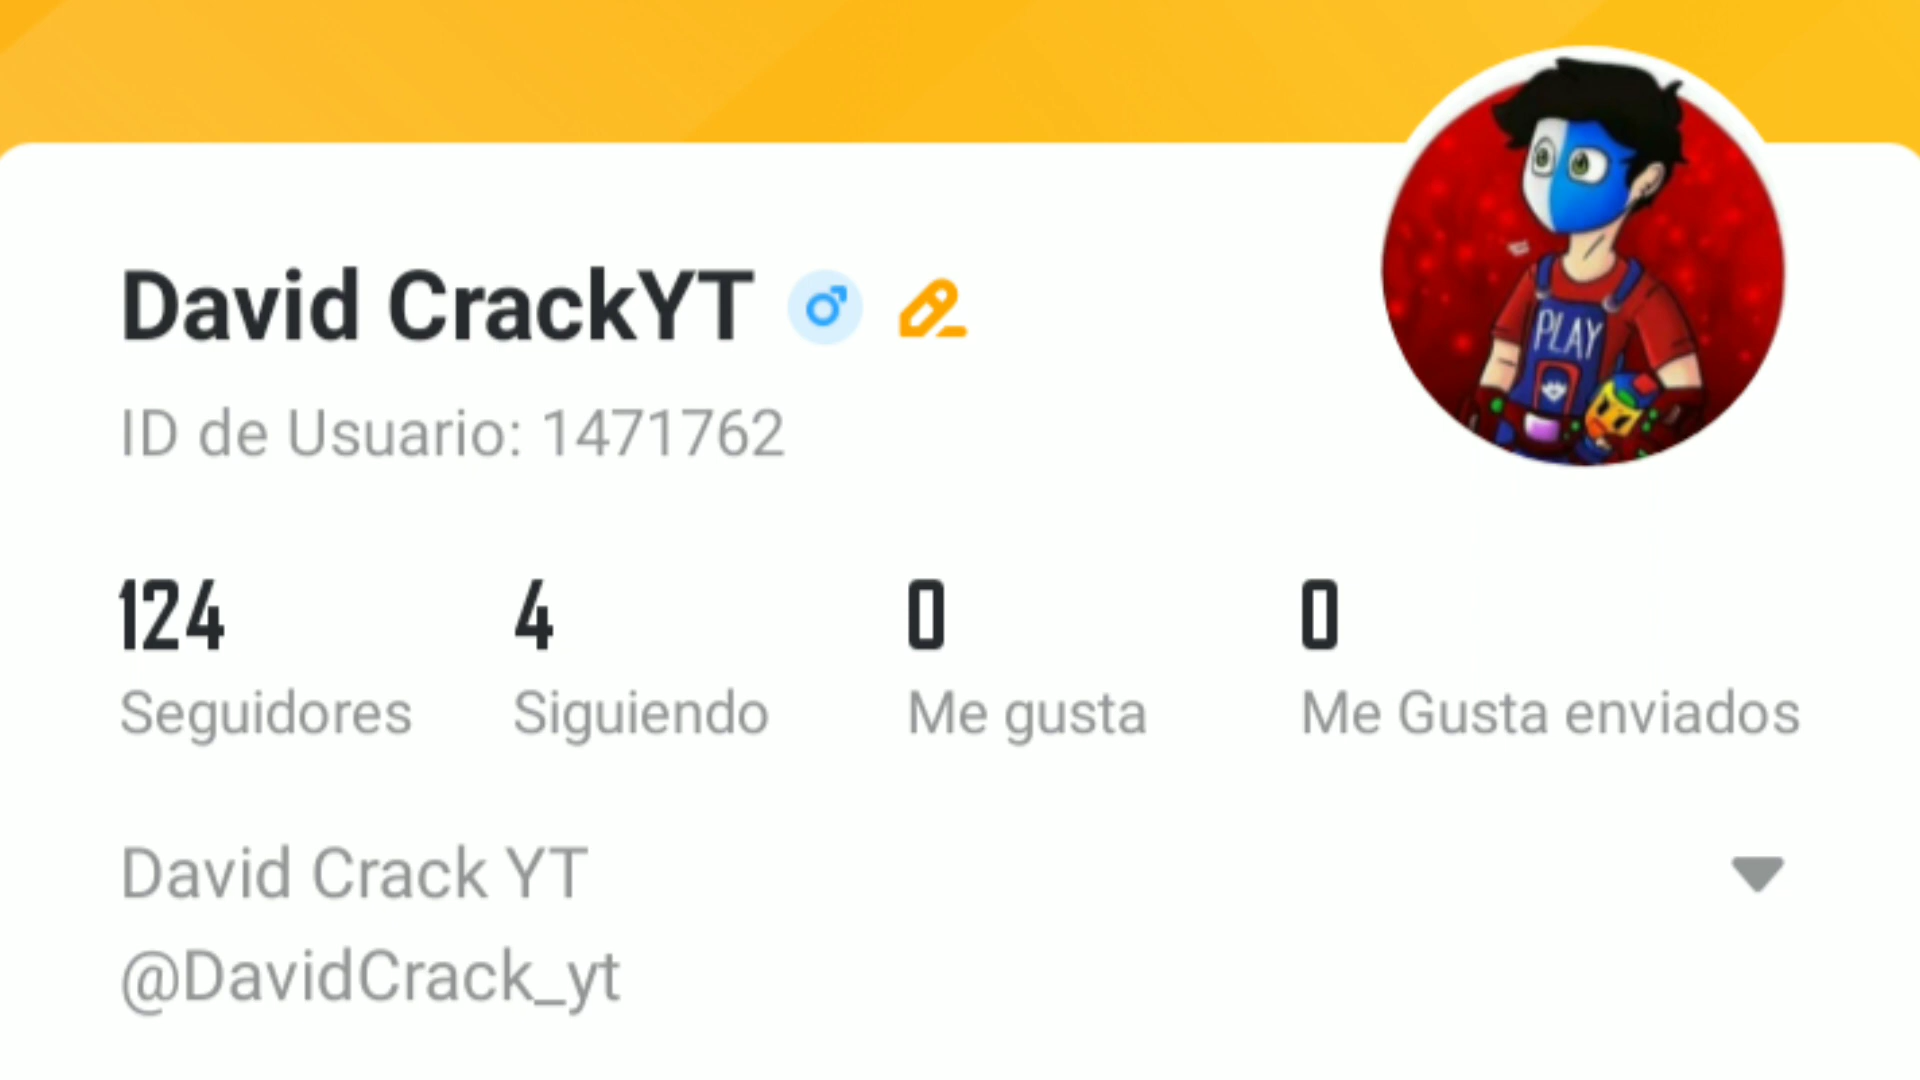 David CrackYT
ID de Usuario: 1471762
PLAY
124 4 0 0
Seguidores Siguiendo Me gusta Me Gusta enviados
David Crack YT
@DavidCrack_yt